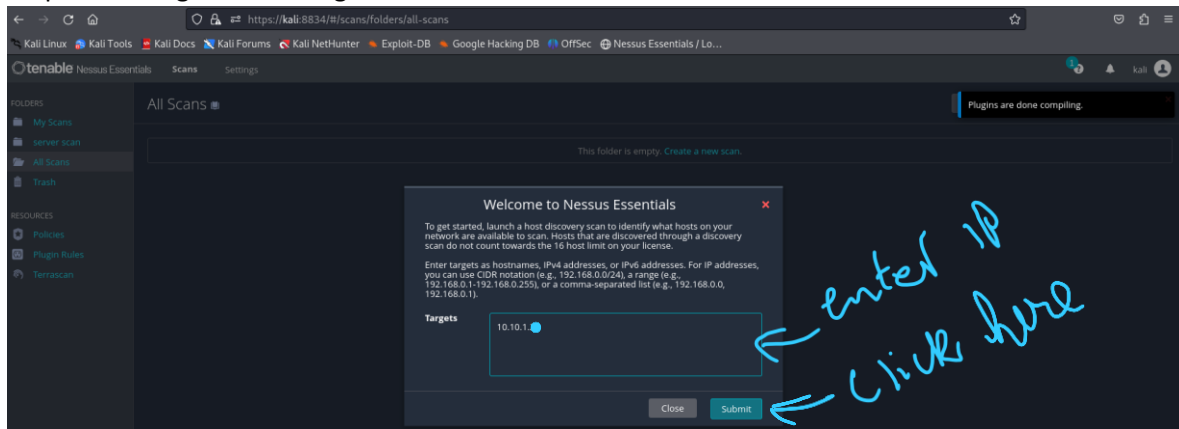 https://kali:8834/#/scans/folders/all-scans
Kali Linux Kali Tools Kali Docs Kali Forums Kali NetHunter Exploit-DB Google Hacking DB OffSec Nessus Essentials / Lo...
tenable Nessus Essentials Scans Settings 1 kali
FOLDERS
My Scans
server scan
All Scans
Trash
RESOURCES
Policies
Plugin Rules
Terrascan
All Scans
Plugins are done compiling.
This folder is empty. Create a new scan.
Welcome to Nessus Essentials
To get started, launch a host discovery scan to identify what hosts on your
network are available to scan. Hosts that are discovered through a discovery
scan do not count towards the 16 host limit on your license.
Enter targets as hostnames, IPv4 addresses, or IPv6 addresses. For IP addresses,
you can use CIDR notation (e.g., 192.168.0.0/24), a range (e.g.,
192.168.0.1-192.168.0.255), or a comma-separated list (e.g., 192.168.0.0,
192.168.0.1).
Targets
10.10.1.
Close Submit
enter IP
Click here